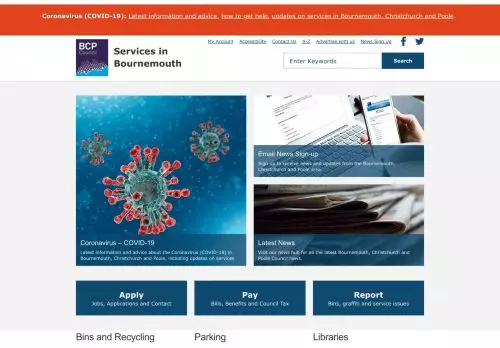 Coronavirus (COVID-19): Latest information and advice, how to get help, updates on services in Bournemouth, Christchurch and Poole.
My Account Accessibility Contact Us A-Z Advertise with us News Sign Up
BCP
Council
Services in
Bournemouth
Enter Keywords
Search
Email News Sign-up
Sign up to receive news and updates from the Bournemouth,
Christchurch and Poole area.
Coronavirus – COVID-19
Latest information and advice about the Coronavirus (COVID-19) in
Bournemouth, Christchurch and Poole, including updates on services
Latest News
Visit our news hub for all the latest Bournemouth, Christchurch and
Poole Council news.
Apply
Jobs, Applications and Contact
Pay
Bills, Benefits and Council Tax
Report
Bins, graffiti and service issues
Bins and Recycling
Parking
Libraries